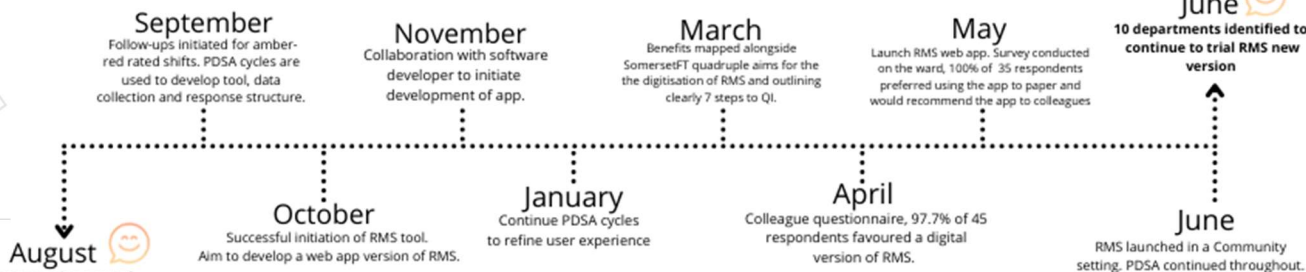 September
Follow-ups initiated for amber-
red rated shifts. PDSA cycles are
used to develop tool, data
collection and response structure.
November
Collaboration with software
developer to initiate
development of app.
March
Benefits mapped alongside
SomersetFT quadruple aims for the
the digitisation of RMS and outlining
clearly 7 steps to QI.
May
Launch RMS web app. Survey conducted
on the ward, 100% of 35 respondents
preferred using the app to paper and
would recommend the app to colleagues
June
10 departments identified to
continue to trial RMS new
version
August
October
Successful initiation of RMS tool.
Aim to develop a web app version of RMS.
January
Continue PDSA cycles
to refine user experience
April
Colleague questionnaire, 97.7% of 45
respondents favoured a digital
version of RMS.
June
RMS launched in a Community
setting. PDSA continued throughout.